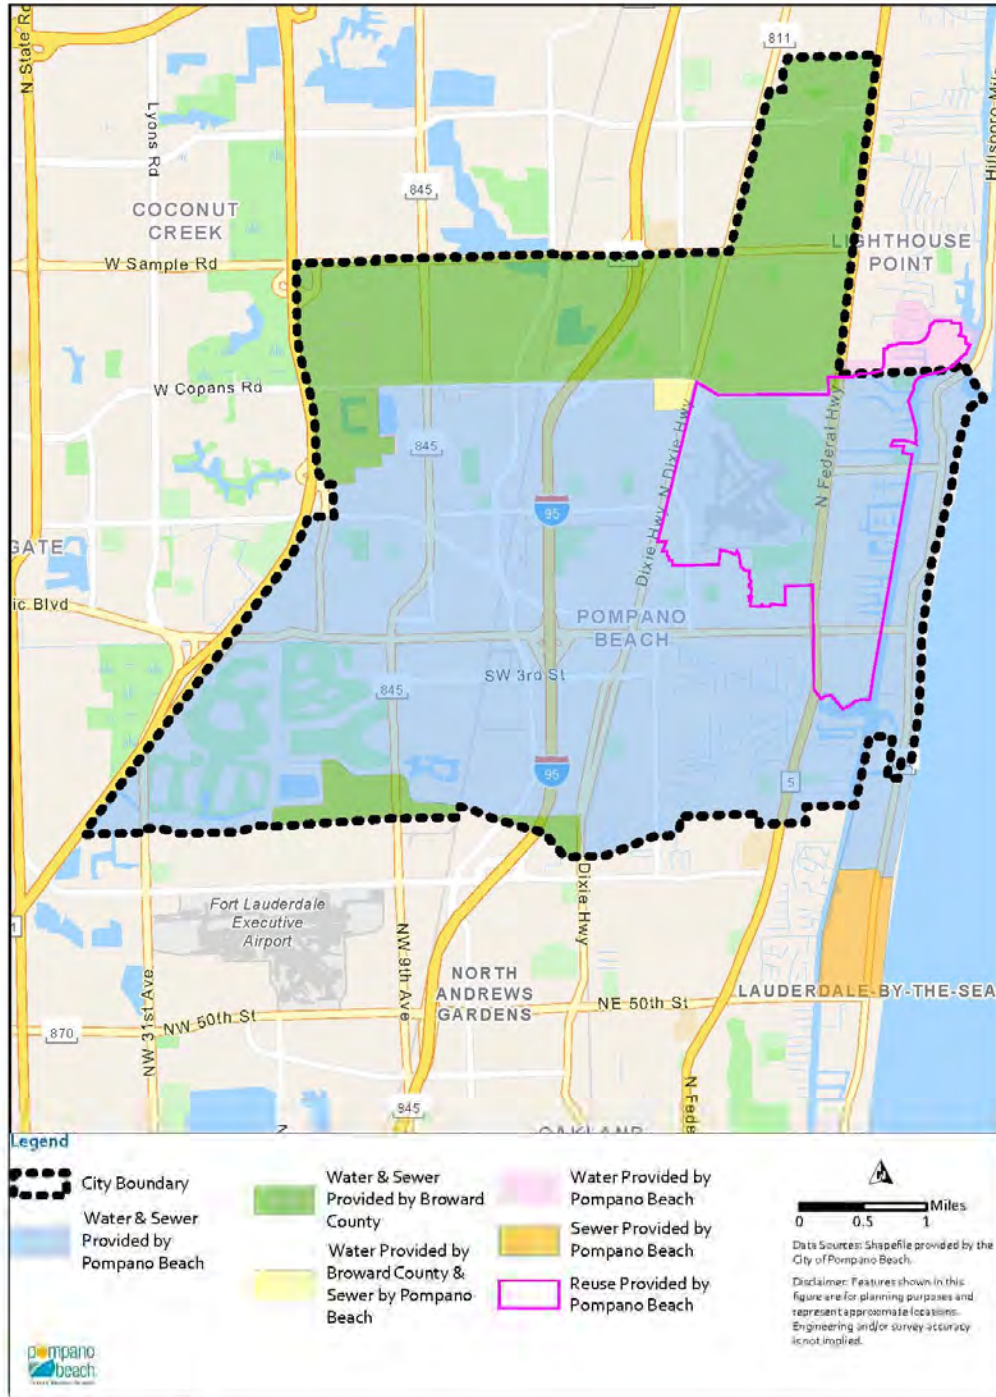 811
N State Rd
Lyons Rd
845
COCONUT
CREEK
W Sample Rd
LIGHTHOUSE
POINT
W Copans Rd
845
N Dixie Hwy
Dixie Hwy
N Federal Hwy
95
GATE
ic Blvd
POMPANO
BEACH
SW 3rd St
845
95
5
Fort Lauderdale
Executive
Airport
1
Dixie Hwy
NW 31st Ave
NW 9th Ave
NORTH
ANDREWS
GARDENS
LAUDERDALE-BY-THE-SEA
NE 50th St
NW 50th St
870
945
N Fede
Legend
City Boundary
Water & Sewer
Provided by
Pompano Beach
Water & Sewer
Provided by Broward
County
Water Provided by
Broward County &
Sewer by Pompano
Beach
Water Provided by
Pompano Beach
Sewer Provided by
Pompano Beach
Reuse Provided by
Pompano Beach
Miles
0 0.5 1
Data Sources: Shapefile provided by the
City of Pompano Beach.
Disclaimer: Features shown in this
figure are for planning purposes and
represent approximate locations.
Engineering and/or survey accuracy
is not implied.
pompano
beach